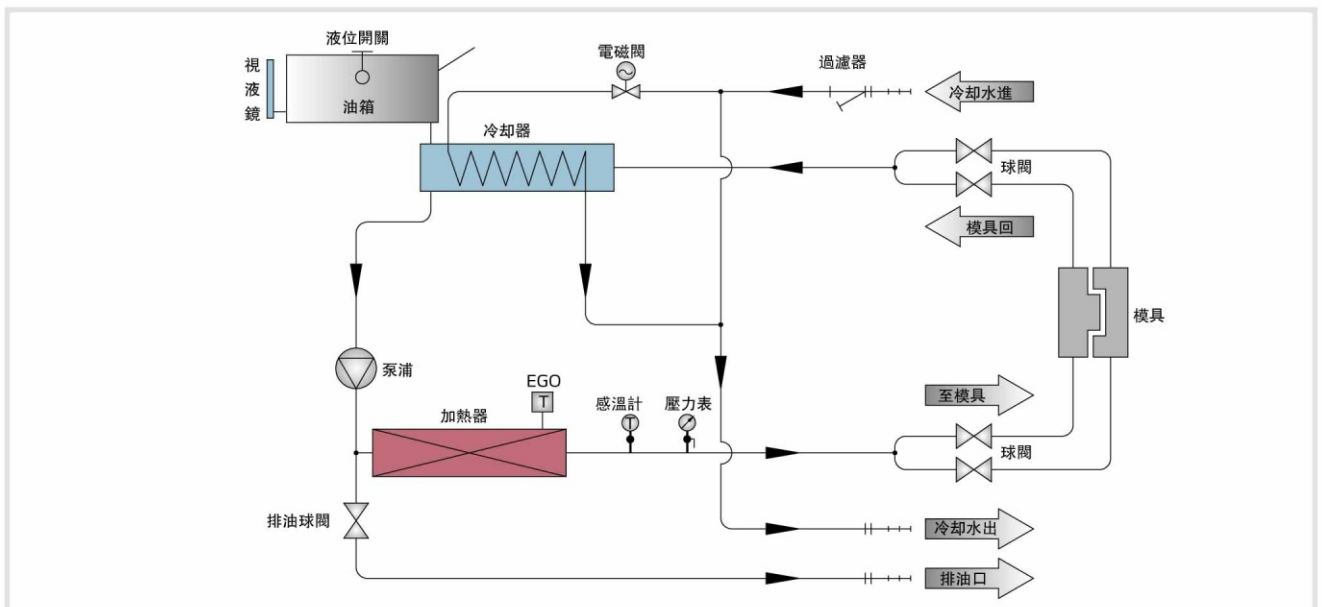 液位開關
視液鏡
油箱
電磁閥
過濾器
冷却水進
冷却器
球閥
模具回
模具
泵浦
EGO
T
加熱器
感溫計
T
壓力表
至模具
球閥
排油球閥
冷却水出
排油口